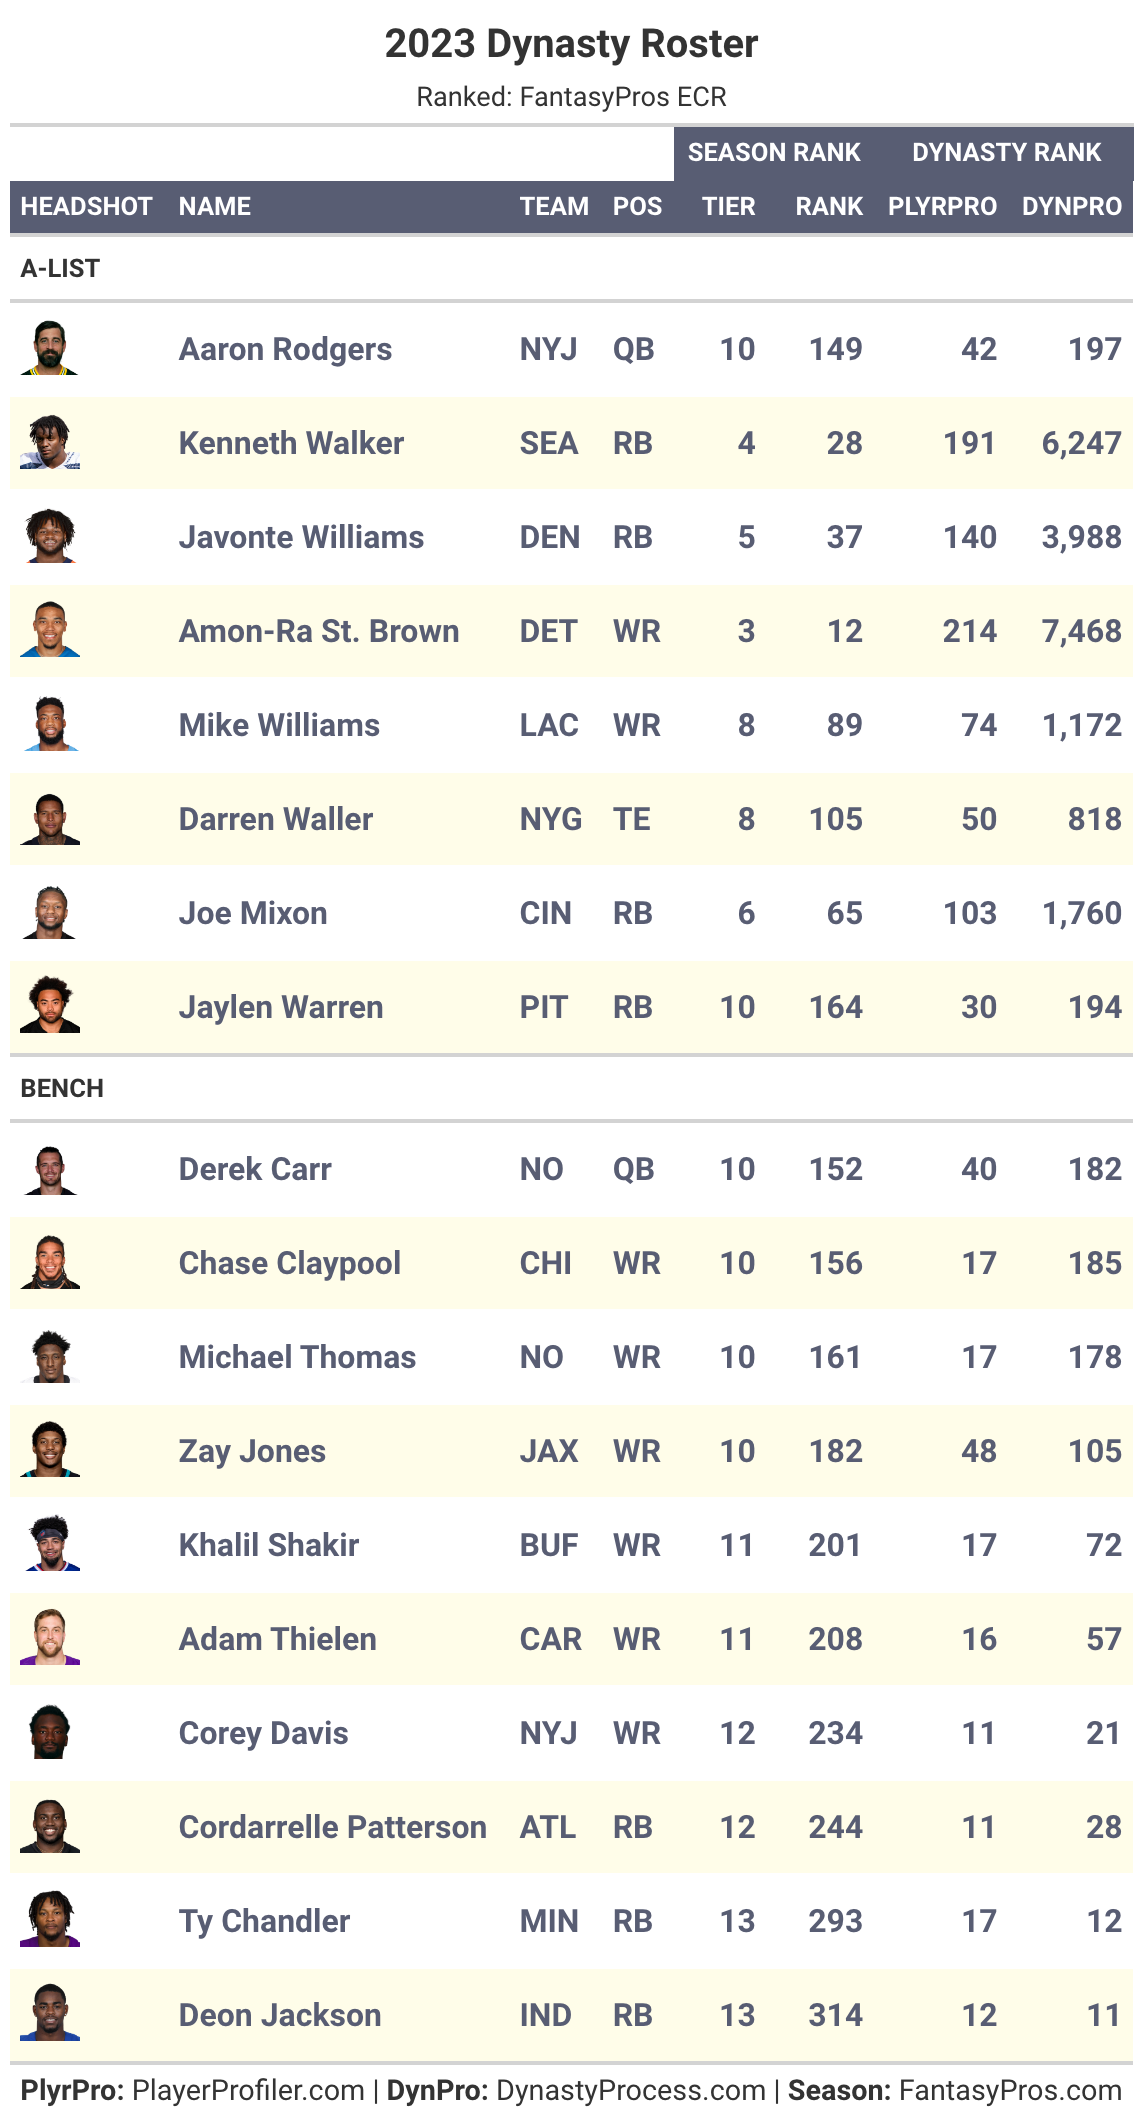 2023 Dynasty Roster
Ranked: FantasyPros ECR
SEASON RANK DYNASTY RANK
HEADSHOT NAME TEAM POS TIER RANK PLYRPRO DYNPRO
A-LIST
Aaron Rodgers NYJ QB 10 149 42 197
Kenneth Walker SEA RB 4 28 191 6,247
Javonte Williams DEN RB 5 37 140 3,988
Amon-Ra St. Brown DET WR 3 12 214 7,468
Mike Williams LAC WR 8 89 74 1,172
Darren Waller NYG TE 8 105 50 818
Joe Mixon CIN RB 6 65 103 1,760
Jaylen Warren PIT RB 10 164 30 194
BENCH
Derek Carr NO QB 10 152 40 182
Chase Claypool CHI WR 10 156 17 185
Michael Thomas NO WR 10 161 17 178
Zay Jones JAX WR 10 182 48 105
Khalil Shakir BUF WR 11 201 17 72
Adam Thielen CAR WR 11 208 16 57
Corey Davis NYJ WR 12 234 11 21
Cordarrelle Patterson ATL RB 12 244 11 28
Ty Chandler MIN RB 13 293 17 12
Deon Jackson IND RB 13 314 12 11
PlyrPro: PlayerProfiler.com | DynPro: DynastyProcess.com | Season: FantasyPros.com